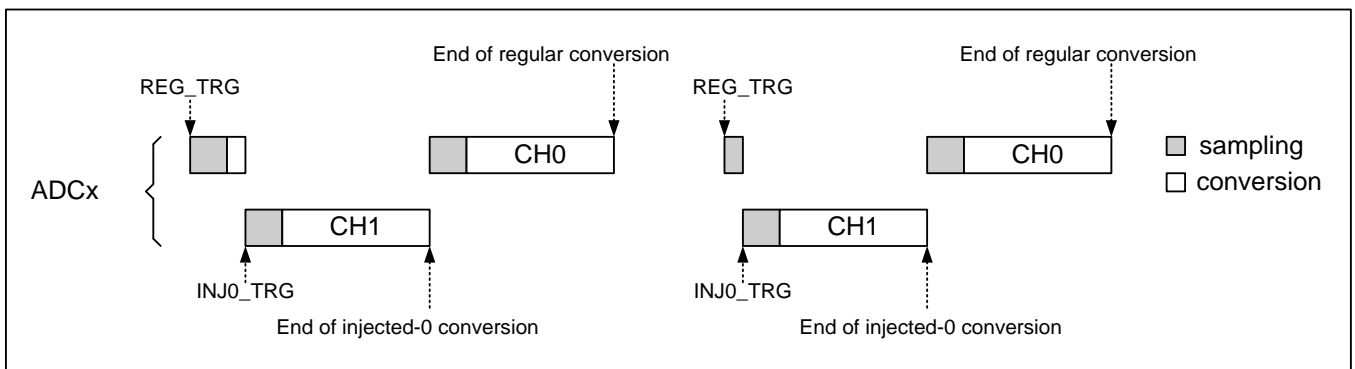 End of regular conversion
End of regular conversion
REG_TRG
REG_TRG
CH0
CH0
sampling
conversion
ADCx
CH1
CH1
INJ0_TRG
INJ0_TRG
End of injected-0 conversion
End of injected-0 conversion